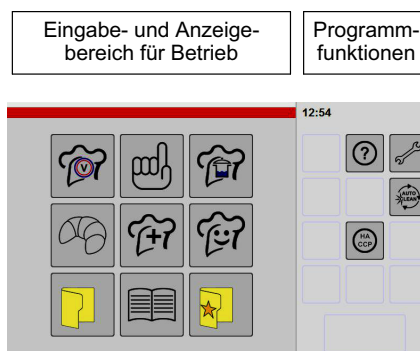 Eingabe- und Anzeige-
bereich für Betrieb
Programm-
funktionen
12:54
V
?
AUTO
CLEAN
HA
CCP
+